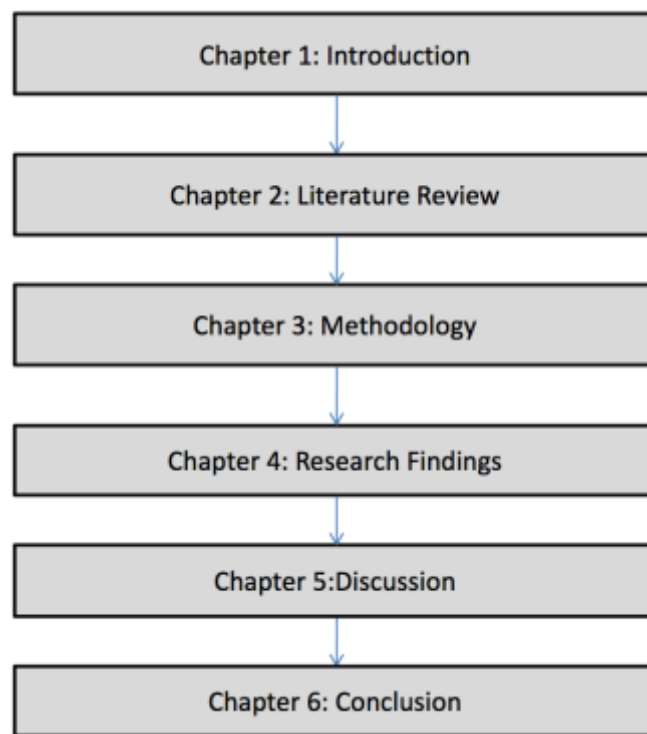 Chapter 1: Introduction
Chapter 2: Literature Review
Chapter 3: Methodology
Chapter 4: Research Findings
Chapter 5:Discussion
Chapter 6: Conclusion